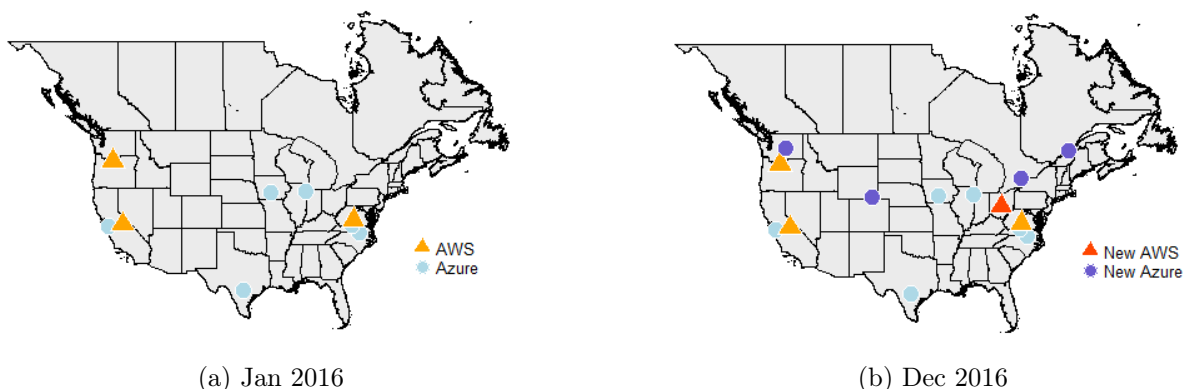 AWS
Azure
New AWS
New Azure
(a) Jan 2016
(b) Dec 2016